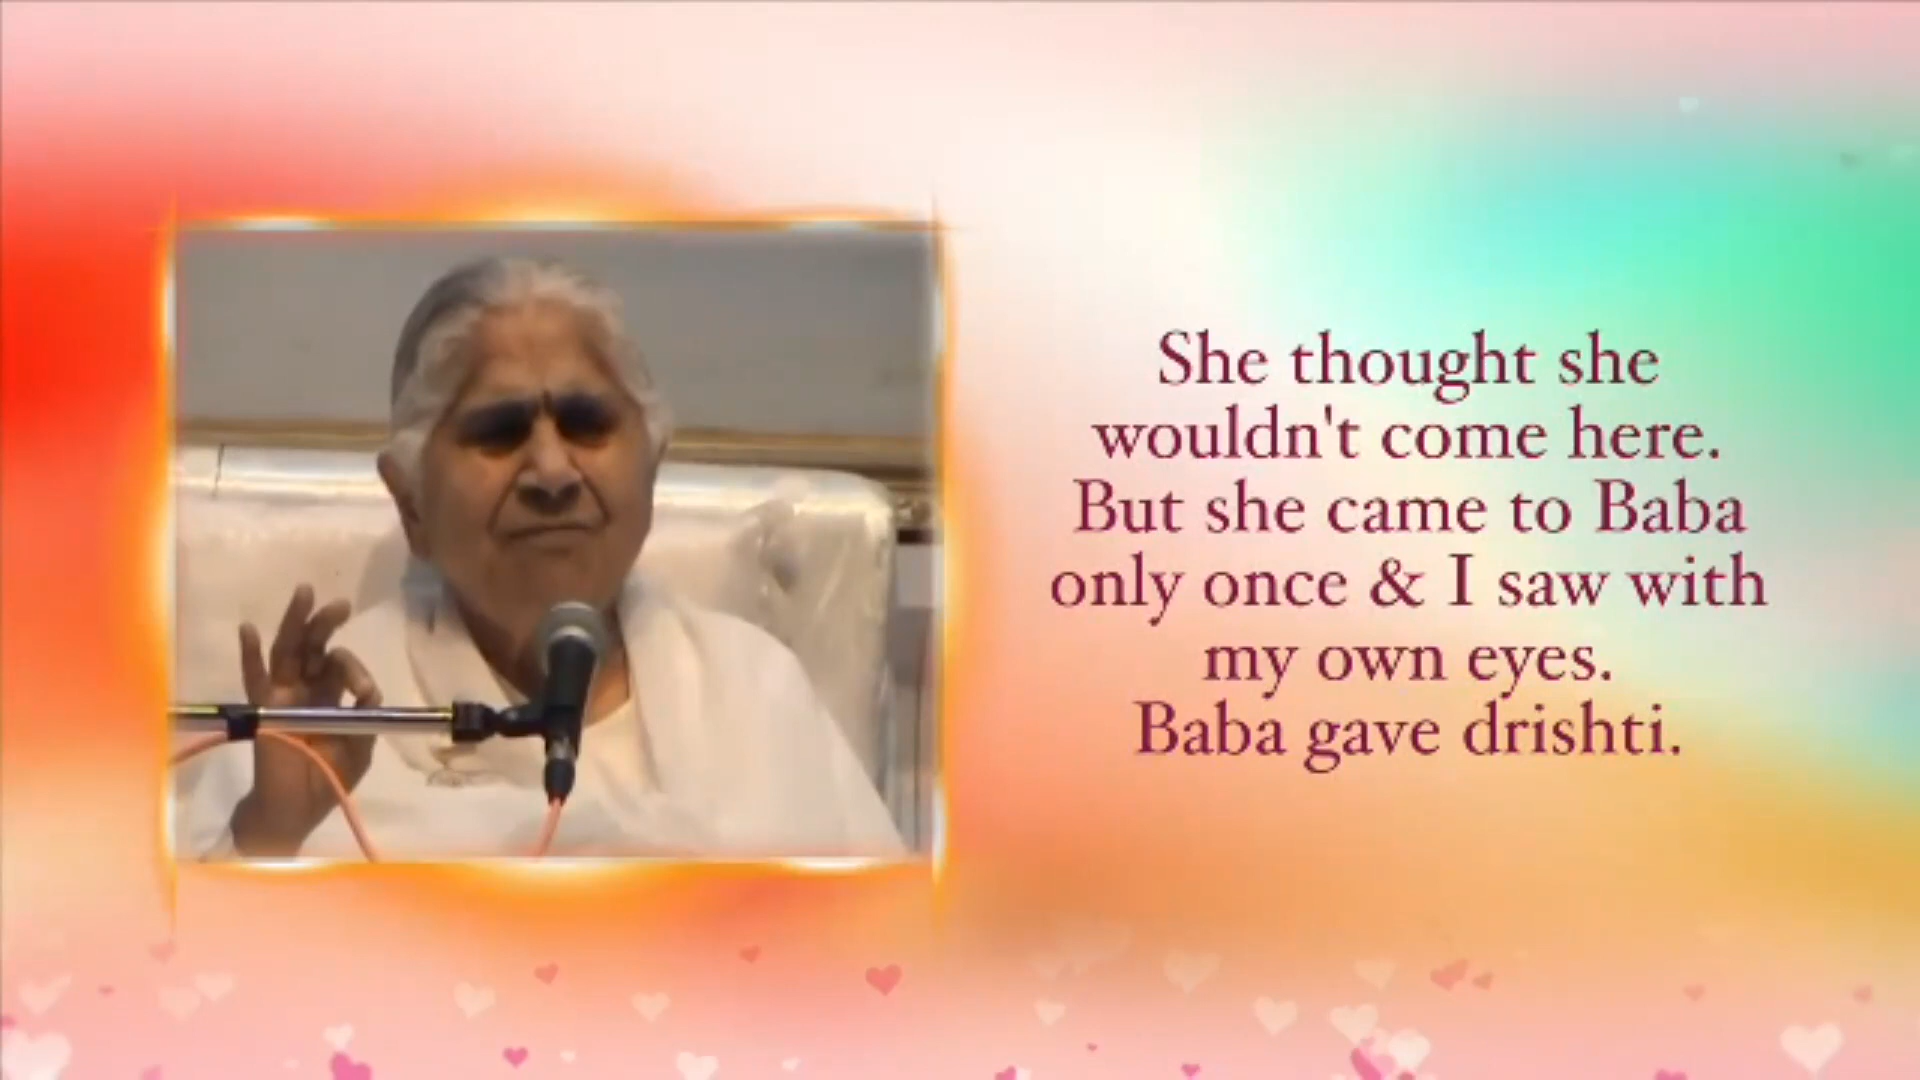 She thought she
wouldn't come here.
But she came to Baba
only once & I saw with
my own eyes.
Baba gave drishti.